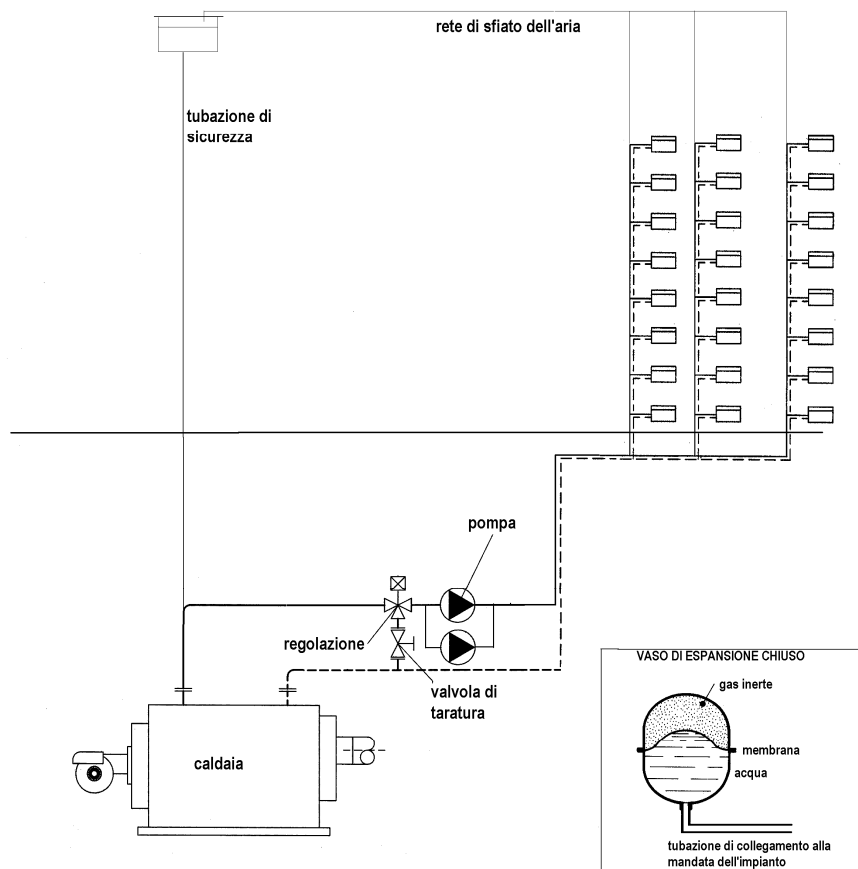 rete di sfiato dell'aria
tubazione di
sicurezza
pompa
regolazione
valvola di
taratura
caldaia
VASO DI ESPANSIONE CHIUSO
gas inerte
membrana
acqua
tubazione di collegamento alla
mandata dell'impianto